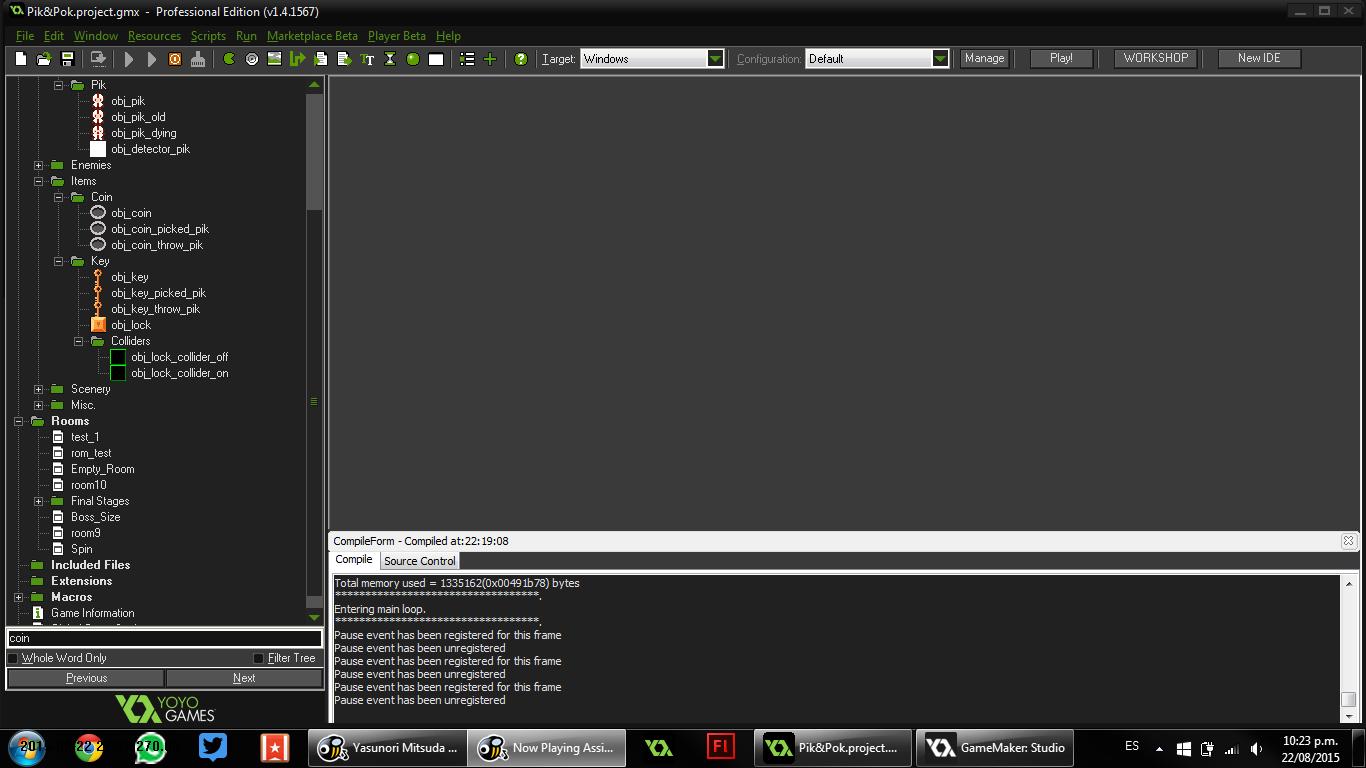 Pik&Pok.project.gmx - Professional Edition (v1.4.1567)
File Edit Window Resources Scripts Run Marketplace Beta Player Beta Help
Target: Windows Configuration: Default Manage Play! WORKSHOP New IDE
Pik
obj_pik
obj_pik_old
obj_pik_dying
obj_detector_pik
Enemies
Items
Coin
obj_coin
obj_coin_picked_pik
obj_coin_throw_pik
Key
obj_key
obj_key_picked_pik
obj_key_throw_pik
obj_lock
Colliders
obj_lock_collider_off
obj_lock_collider_on
Scenery
Misc.
Rooms
test_1
rom_test
Empty_Room
room10
Final Stages
Boss_Size
room9
Spin
Included Files
Extensions
Macros
Game Information
coin
Whole Word Only Filter Tree
Previous Next
YOYO GAMES
CompileForm - Compiled at:22:19:08
Compile Source Control
Total memory used = 1335162(0x00491b78) bytes
**********************************.
Entering main loop.
**********************************.
Pause event has been registered for this frame
Pause event has been unregistered
Pause event has been registered for this frame
Pause event has been unregistered
Pause event has been registered for this frame
Pause event has been unregistered
Yasunori Mitsuda ... Now Playing Assi... Fl Pik&Pok.project.... GameMaker: Studio
ES
10:23 p.m.
22/08/2015